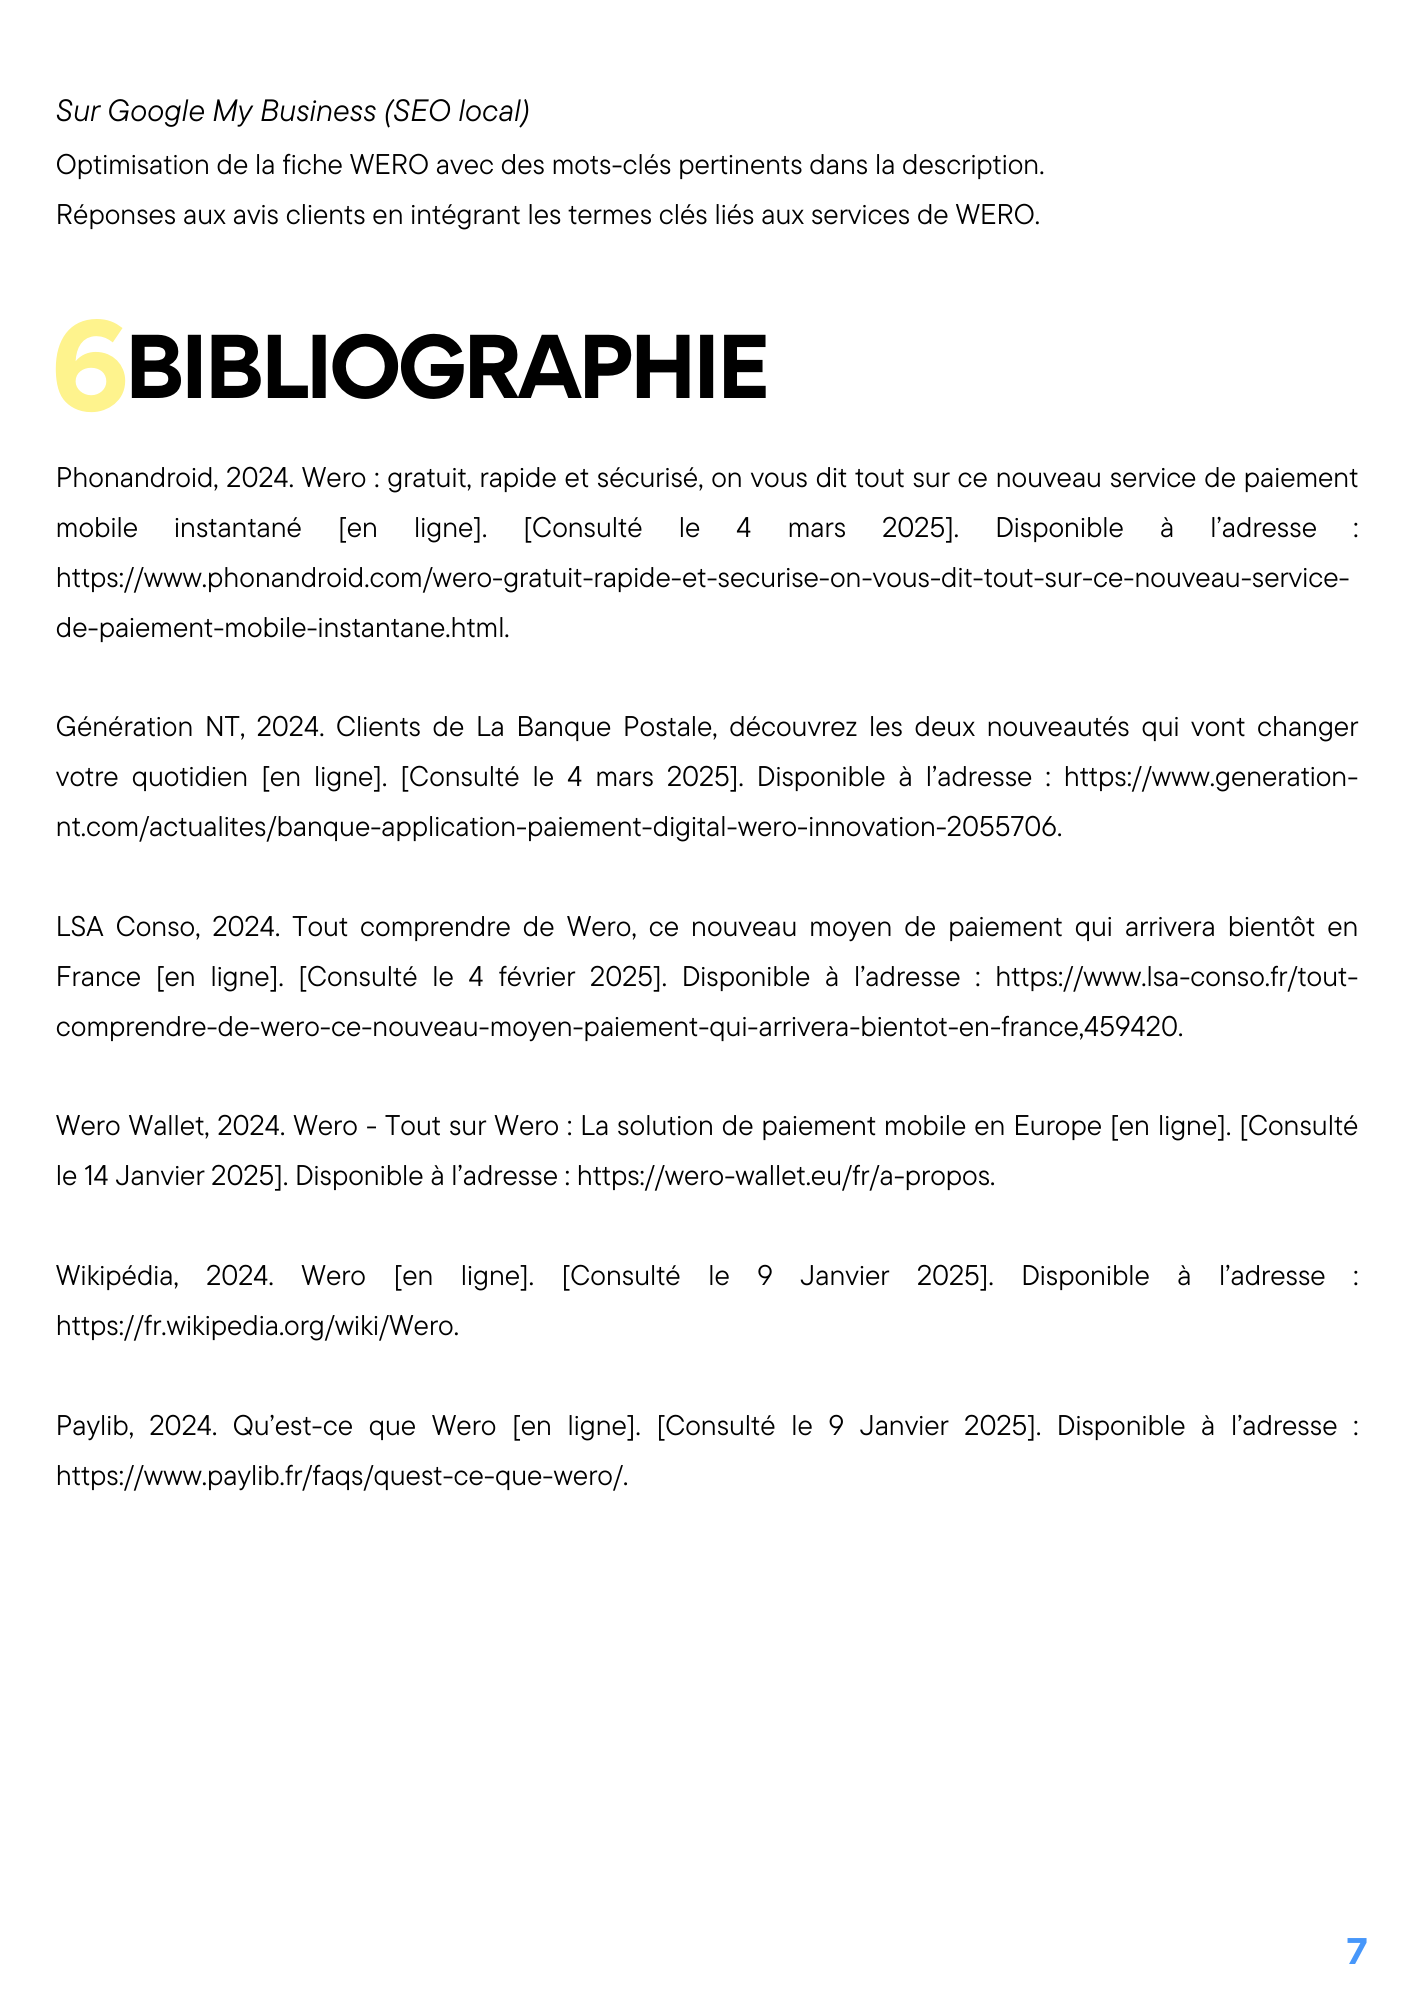 Sur Google My Business (SEO local)
Optimisation de la fiche WERO avec des mots-clés pertinents dans la description.
Réponses aux avis clients en intégrant les termes clés liés aux services de WERO.
6BIBLIOGRAPHIE
Phonandroid, 2024. Wero : gratuit, rapide et sécurisé, on vous dit tout sur ce nouveau service de paiement
mobile instantané [en ligne]. [Consulté le 4 mars 2025]. Disponible à l’adresse :
https://www.phonandroid.com/wero-gratuit-rapide-et-securise-on-vous-dit-tout-sur-ce-nouveau-service-
de-paiement-mobile-instantane.html.
Génération NT, 2024. Clients de La Banque Postale, découvrez les deux nouveautés qui vont changer
votre quotidien [en ligne]. [Consulté le 4 mars 2025]. Disponible à l’adresse : https://www.generation-
nt.com/actualites/banque-application-paiement-digital-wero-innovation-2055706.
LSA Conso, 2024. Tout comprendre de Wero, ce nouveau moyen de paiement qui arrivera bientôt en
France [en ligne]. [Consulté le 4 février 2025]. Disponible à l’adresse : https://www.lsa-conso.fr/tout-
comprendre-de-wero-ce-nouveau-moyen-paiement-qui-arrivera-bientot-en-france,459420.
Wero Wallet, 2024. Wero - Tout sur Wero : La solution de paiement mobile en Europe [en ligne]. [Consulté
le 14 Janvier 2025]. Disponible à l’adresse : https://wero-wallet.eu/fr/a-propos.
Wikipédia, 2024. Wero [en ligne]. [Consulté le 9 Janvier 2025]. Disponible à l’adresse :
https://fr.wikipedia.org/wiki/Wero.
Paylib, 2024. Qu’est-ce que Wero [en ligne]. [Consulté le 9 Janvier 2025]. Disponible à l’adresse :
https://www.paylib.fr/faqs/quest-ce-que-wero/.
7